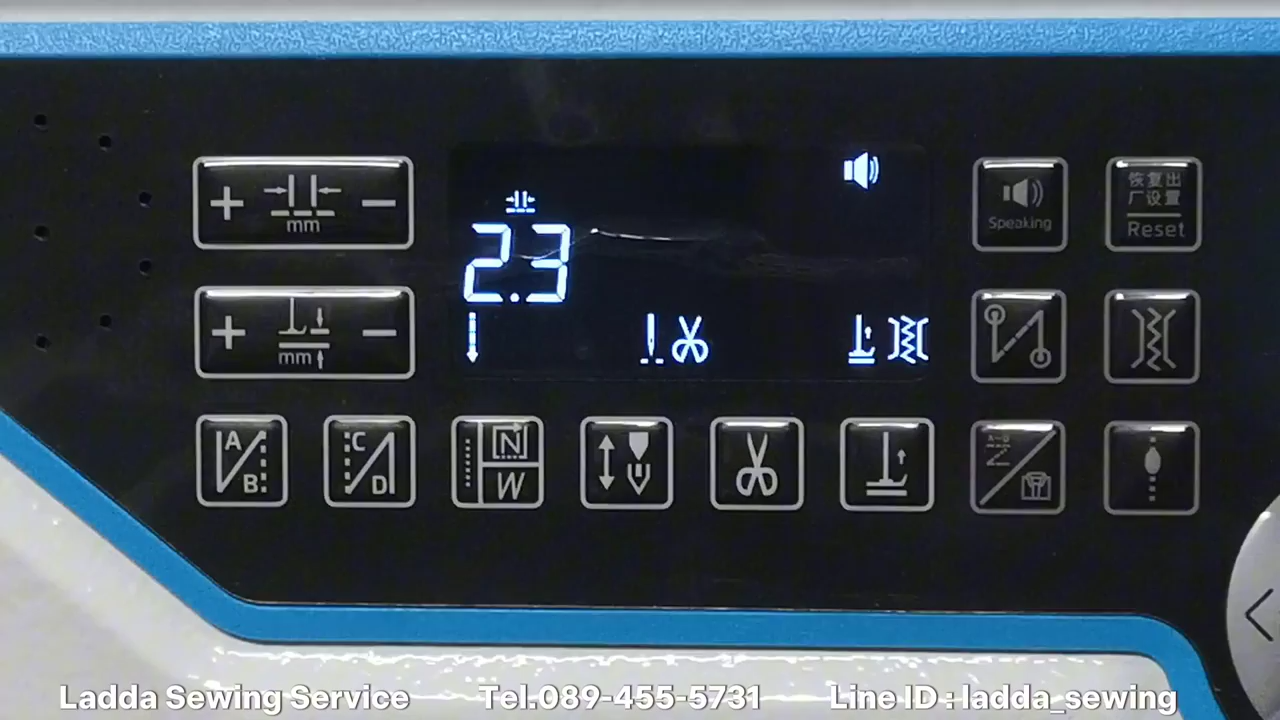 2.3
+ mm −
Speaking
恢复出
厂设置
Reset
+ mm −
A
B
C
D
N
W
A~G
Ladda Sewing Service Tel.089-455-5731 Line ID : ladda_sewing